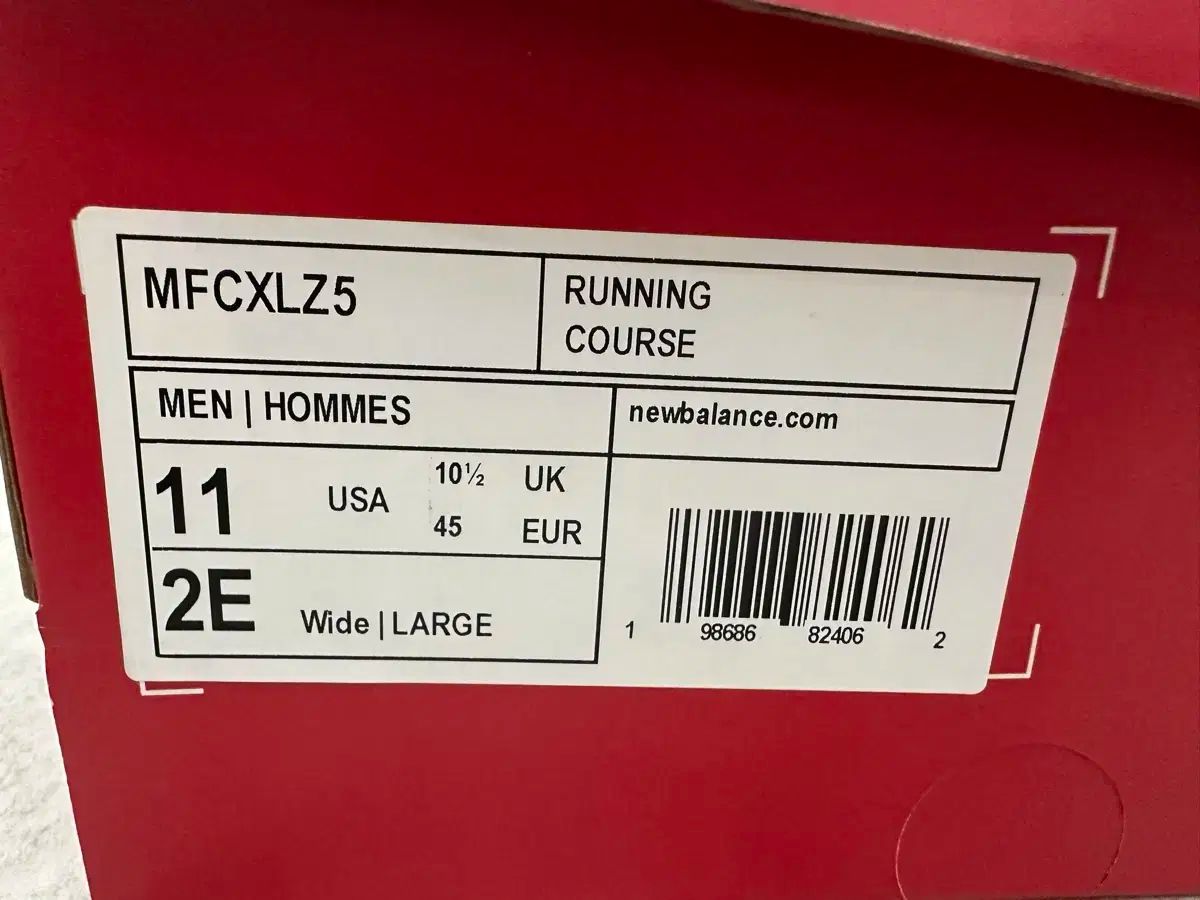 MFCXLZ5
RUNNING
COURSE
MEN | HOMMES
newbalance.com
11 USA 10½ UK
45 EUR
2E Wide | LARGE
1 98686 82406 2